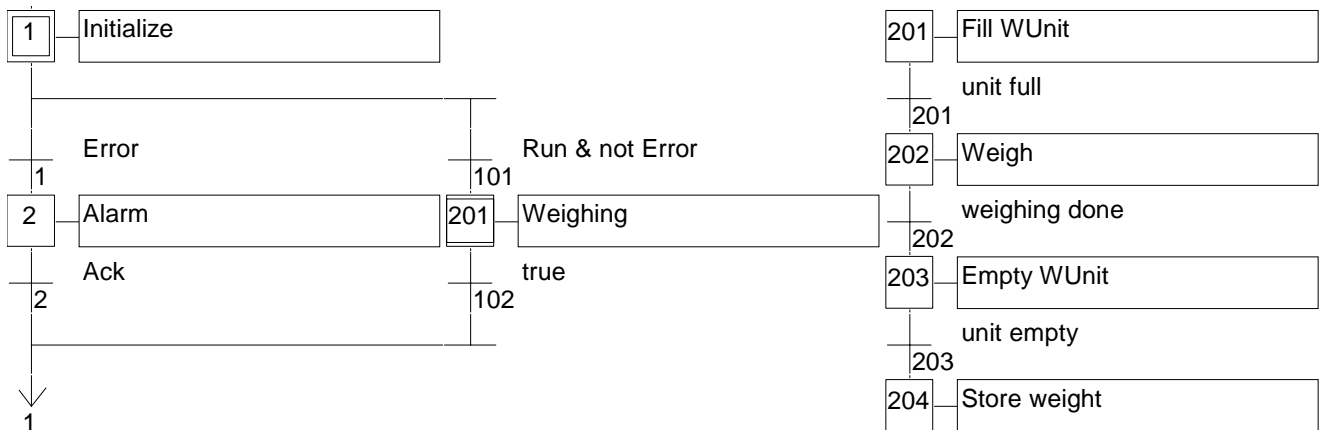 1 Initialize
Error
1
Run & not Error
101
2 Alarm
201 Weighing
Ack
2
true
102
1
201 Fill WUnit
unit full
201
202 Weigh
weighing done
202
203 Empty WUnit
unit empty
203
204 Store weight